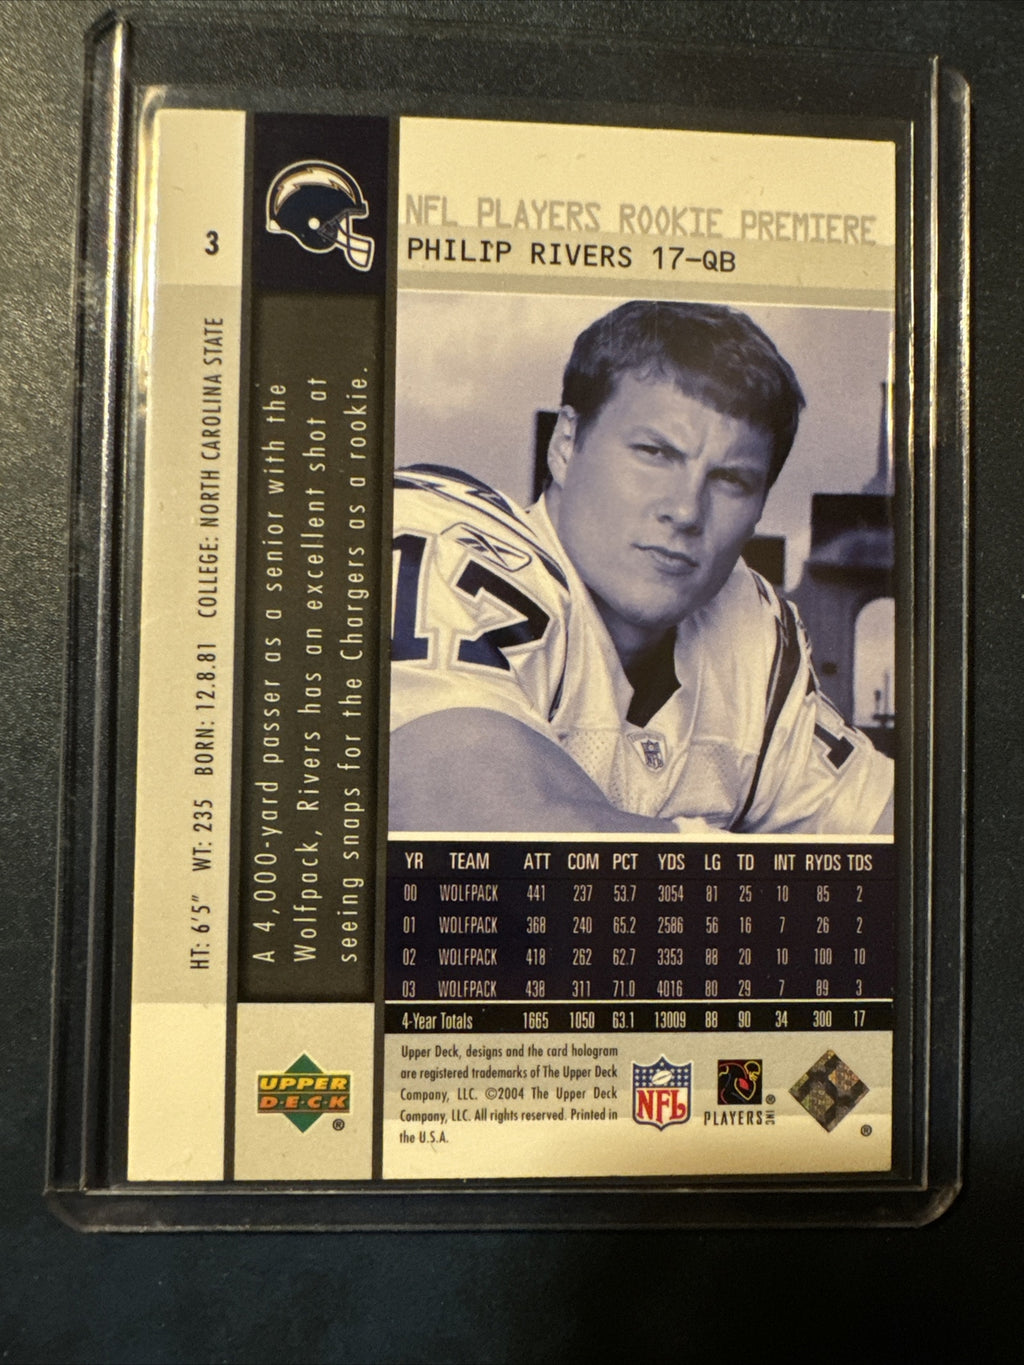 3
HT: 6'5" WT: 235 BORN: 12.8.81 COLLEGE: NORTH CAROLINA STATE
A 4,000-yard passer as a senior with the
Wolfpack, Rivers has an excellent shot at
seeing snaps for the Chargers as a rookie.
NFL PLAYERS ROOKIE PREMIERE
PHILIP RIVERS 17-QB
17
17
NFL
YR TEAM ATT COM PCT YDS LG TD INT RYDS TDS
00 WOLFPACK 441 237 53.7 3054 81 25 10 85 2
01 WOLFPACK 368 240 65.2 2586 56 16 7 26 2
02 WOLFPACK 418 262 62.7 3353 88 20 10 100 10
03 WOLFPACK 438 311 71.0 4016 80 29 7 89 3
4-Year Totals 1665 1050 63.1 13009 88 90 34 300 17
UPPER
D·E·C·K
®
Upper Deck, designs and the card hologram
are registered trademarks of The Upper Deck
Company, LLC. ©2004 The Upper Deck
Company, LLC. All rights reserved. Printed in
the U.S.A.
NFL
PLAYERS INC ®
®